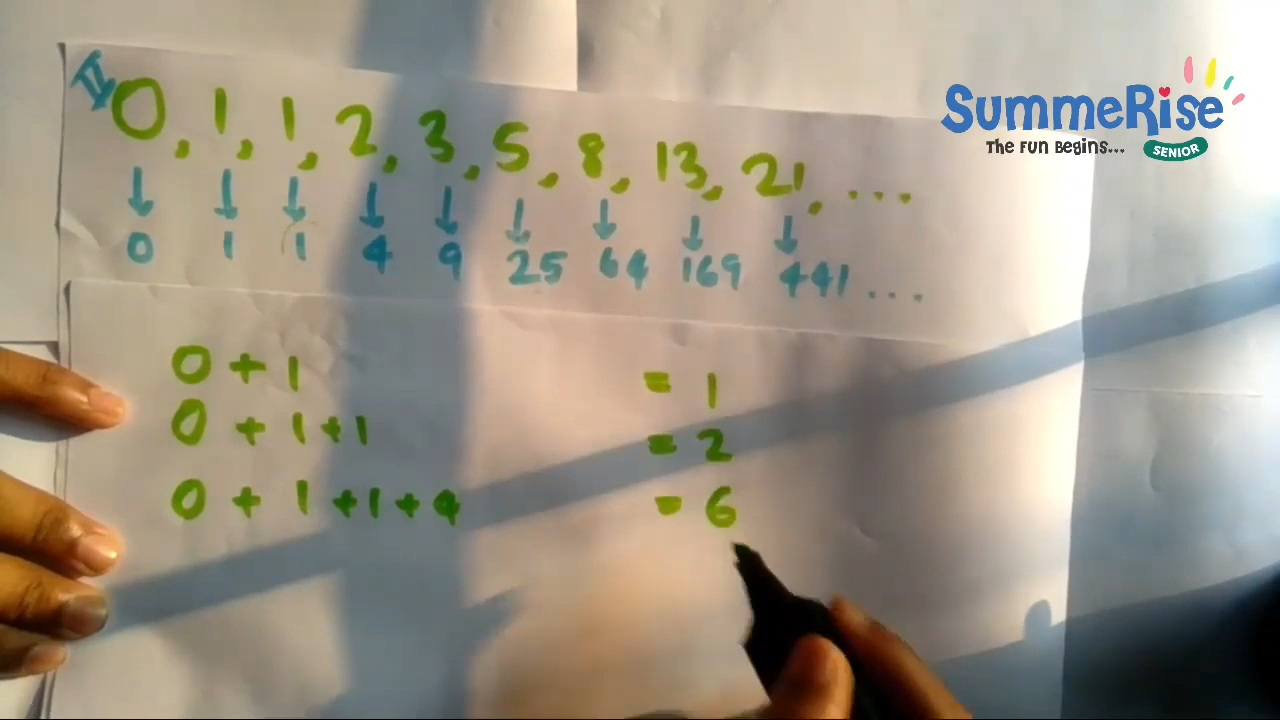 II 0, 1, 1, 2, 3, 5, 8, 13, 21, ...
0 1 1 4 9 25 64 169 441 ...
0 + 1 = 1
0 + 1 + 1 = 2
0 + 1 + 1 + 4 = 6
SummeRise
The Fun Begins...
SENIOR